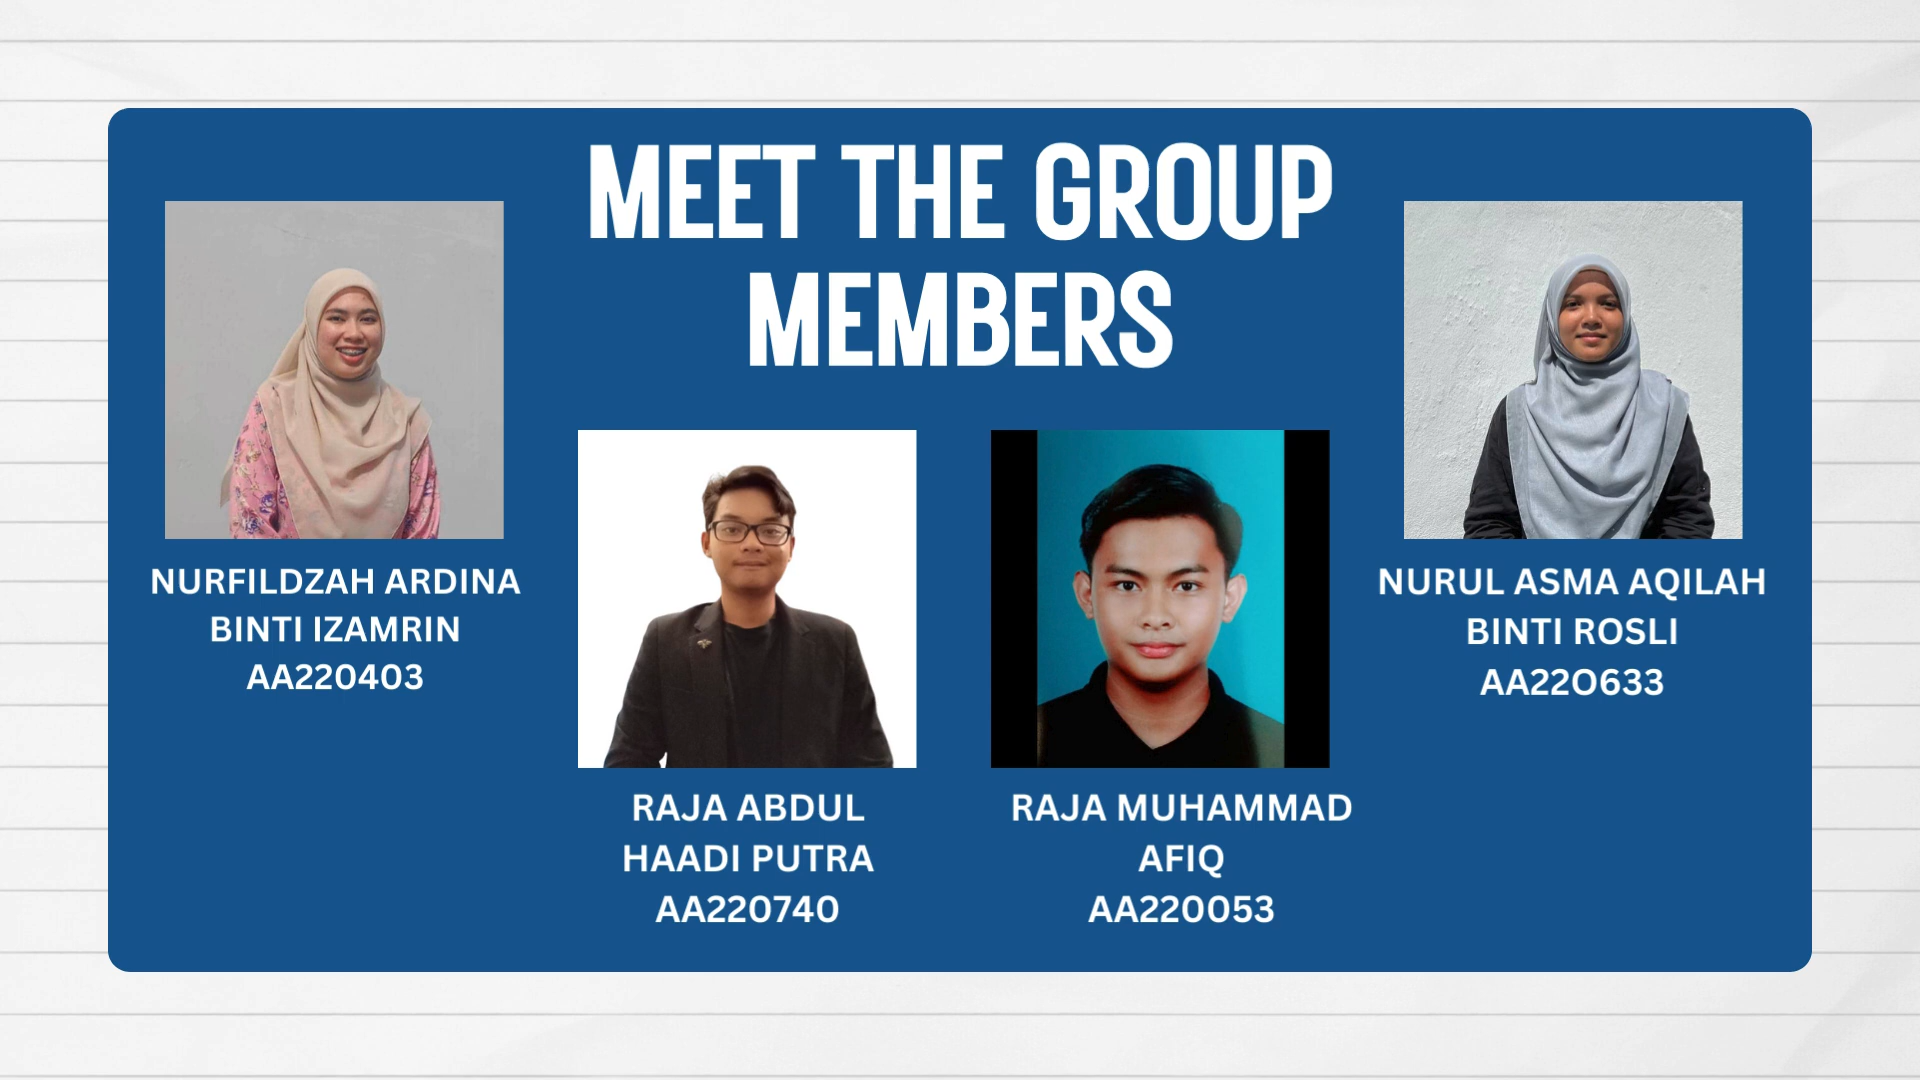 MEET THE GROUP
MEMBERS
NURFILDZAH ARDINA
BINTI IZAMRIN
AA220403
RAJA ABDUL
HAADI PUTRA
AA220740
RAJA MUHAMMAD
AFIQ
AA220053
NURUL ASMA AQILAH
BINTI ROSLI
AA22O633